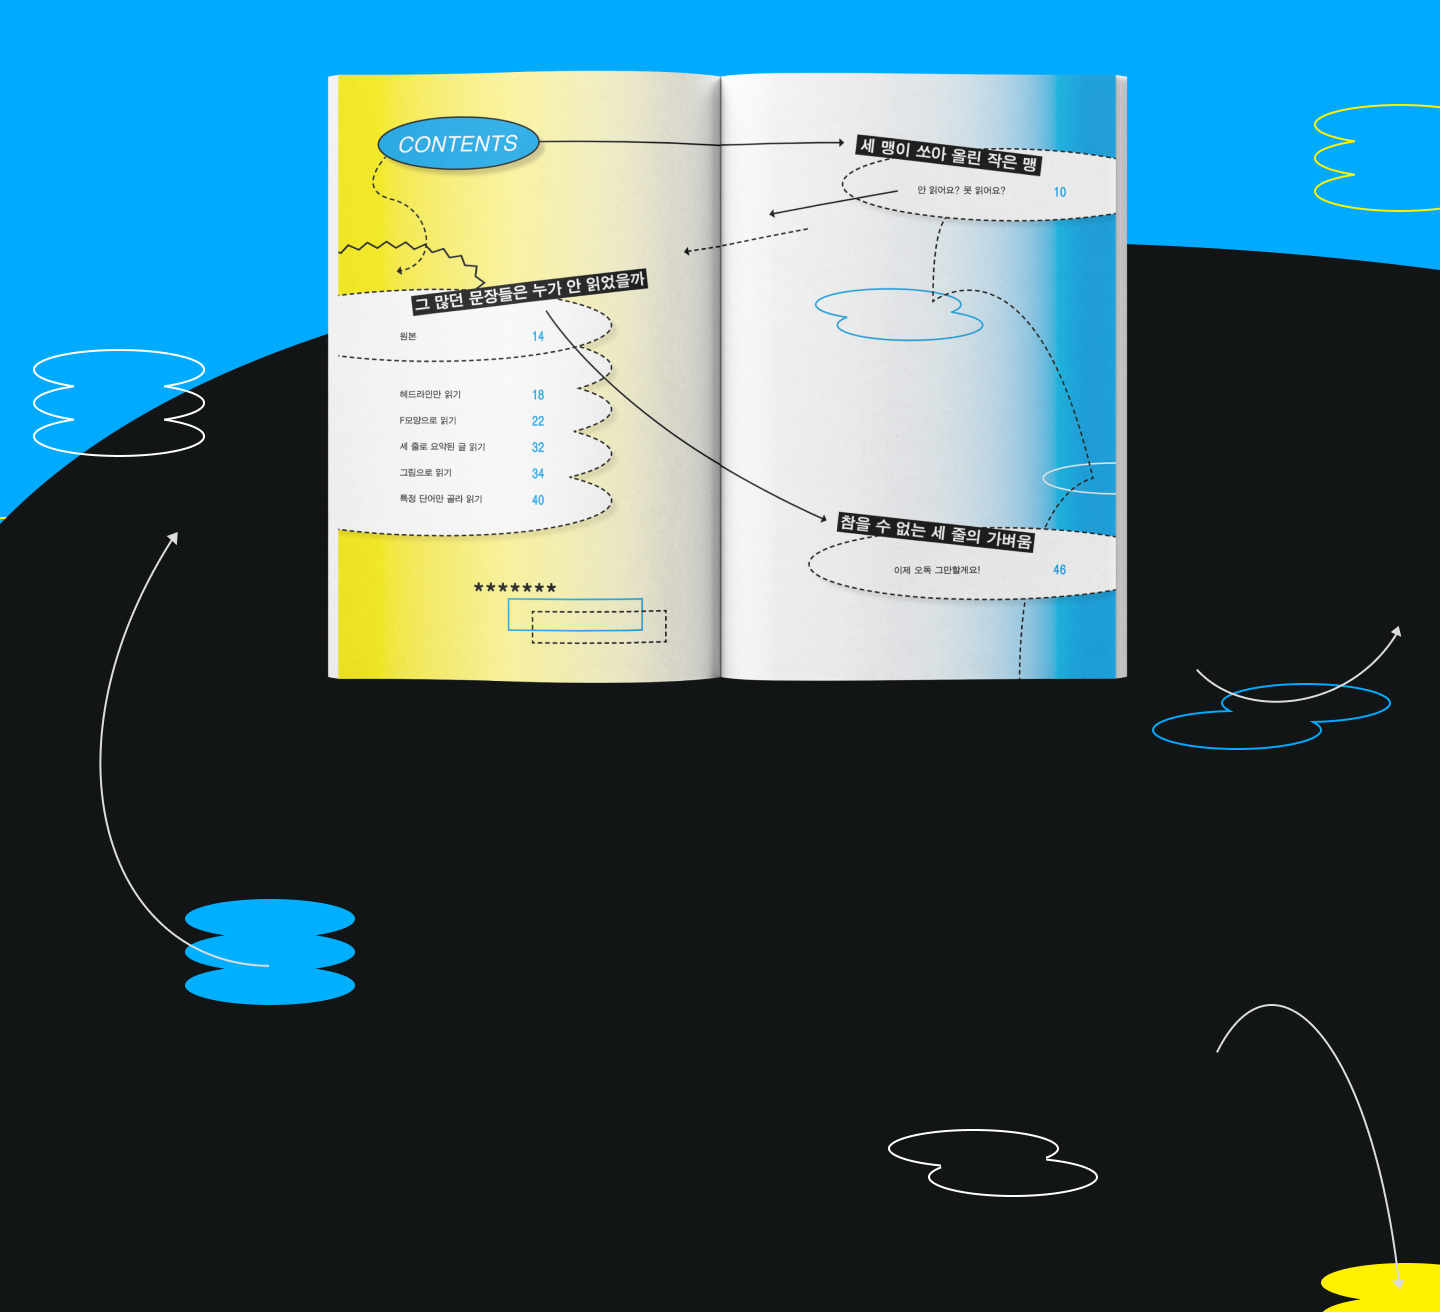 CONTENTS
그 많던 문장들은 누가 안 읽었을까
원본 14
헤드라인만 읽기 18
F모양으로 읽기 22
세 줄로 요약된 글 읽기 32
그림으로 읽기 34
특정 단어만 골라 읽기 40
*******
세 맹이 쏘아 올린 작은 맹
안 읽어요? 못 읽어요? 10
참을 수 없는 세 줄의 가벼움
이제 오독 그만할게요! 46